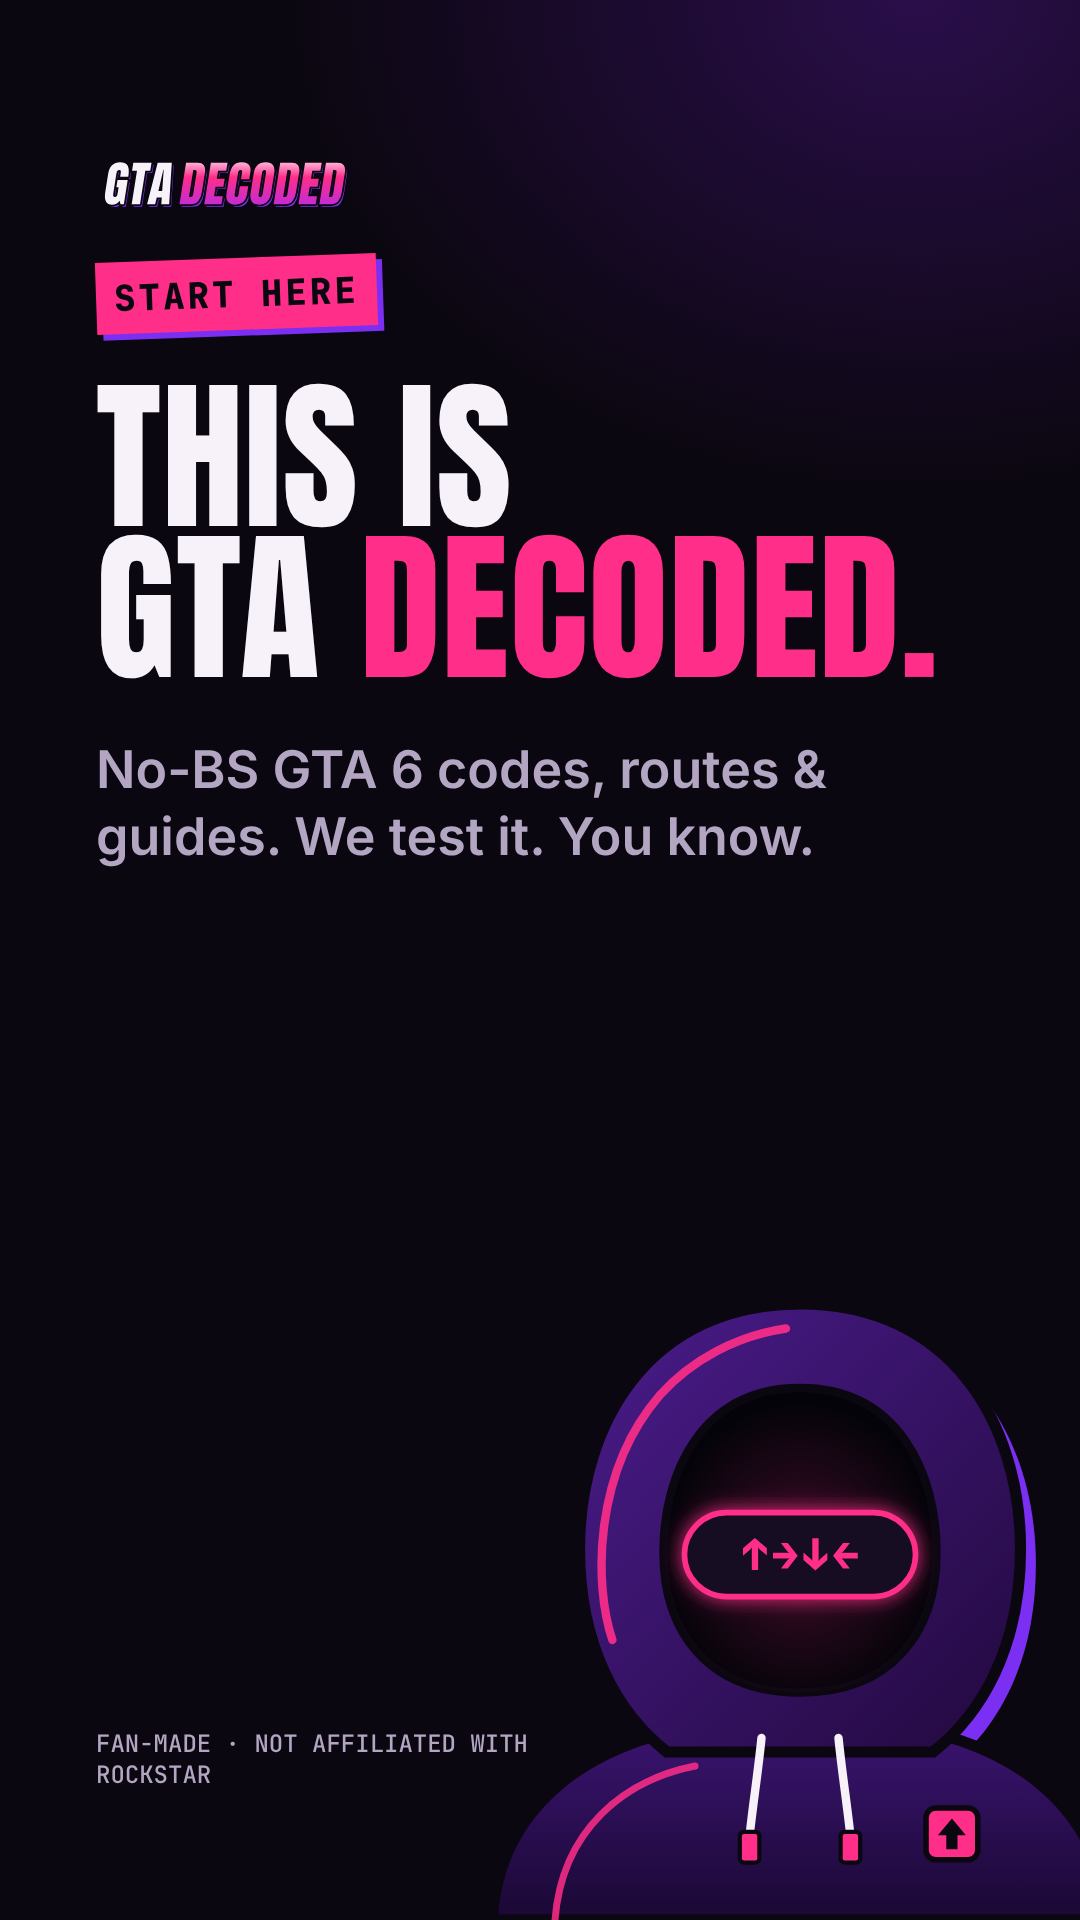 GTA DECODED
START HERE
THIS IS
GTA DECODED.
No-BS GTA 6 codes, routes &
guides. We test it. You know.
↑→↓←
FAN-MADE · NOT AFFILIATED WITH
ROCKSTAR